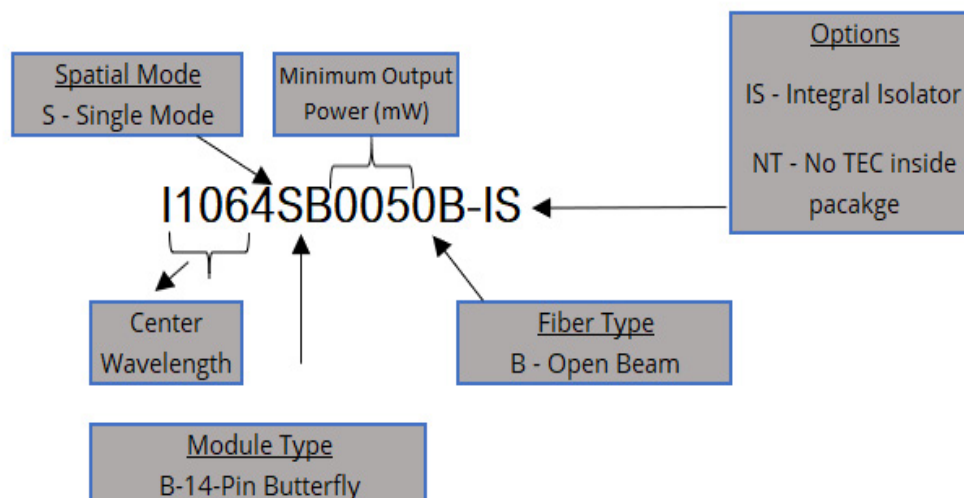 Options
IS - Integral Isolator
NT - No TEC inside
pacakge
Spatial Mode
S - Single Mode
Minimum Output
Power (mW)
I1064SB0050B-IS
Center
Wavelength
Fiber Type
B - Open Beam
Module Type
B-14-Pin Butterfly